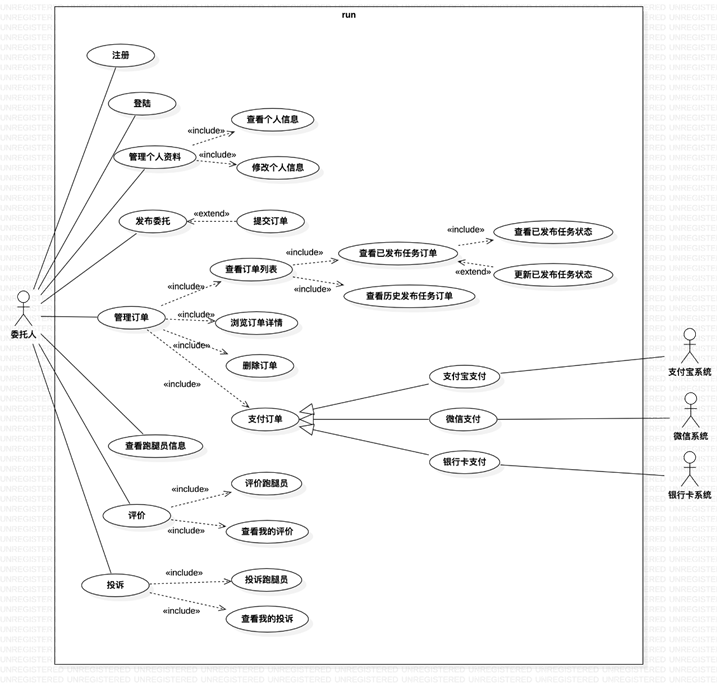 run
注册
登陆
查看个人信息
«include»
管理个人资料
«include»
修改个人信息
发布委托
«extend»
提交订单
查看已发布任务状态
«include»
查看已发布任务订单
«include»
查看订单列表
«extend»
更新已发布任务状态
«include»
«include»
查看历史发布任务订单
委托人
管理订单
«include»
浏览订单详情
«include»
删除订单
«include»
支付订单
支付宝支付
支付宝系统
微信支付
微信系统
银行卡支付
银行卡系统
查看跑腿员信息
评价跑腿员
«include»
评价
«include»
查看我的评价
«include»
投诉跑腿员
投诉
«include»
查看我的投诉
UNREGISTERED UNREGISTERED UNREGISTERED UNREGISTERED UNREGISTERED UNREGISTERED UNREGISTERED UNREGISTERED UNREGISTERED UNREGISTERED